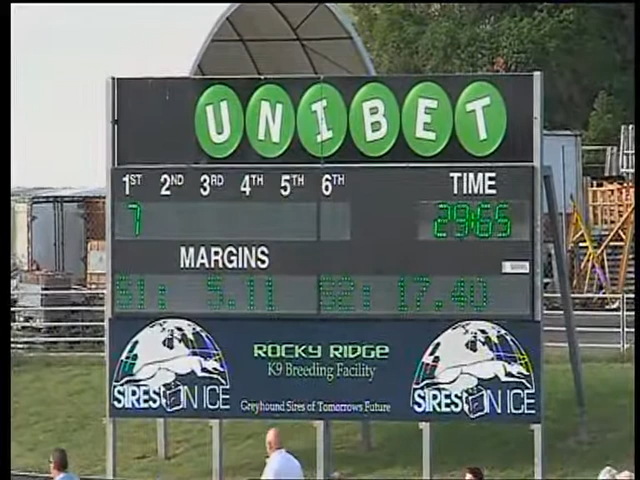 UNIBET
1ST 2ND 3RD 4TH 5TH 6TH TIME
7 29:65
MARGINS
S1: 5.11 S2: 17.40
ROCKY RIDGE
K9 Breeding Facility
SIRES ON ICE
Greyhound Sires of Tomorrows Future
SIRES ON ICE